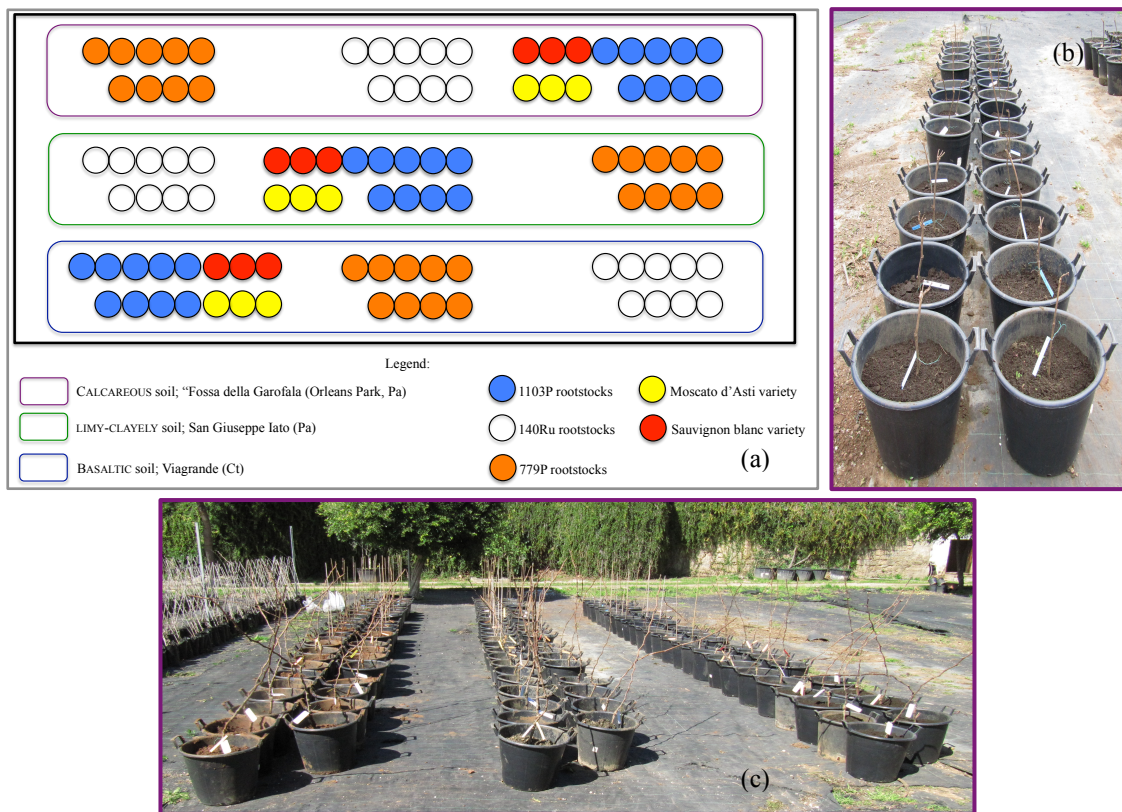 Legend:
CALCAREOUS soil; “Fossa della Garofala (Orleans Park, Pa)
LIMY-CLAYELY soil; San Giuseppe Iato (Pa)
BASALTIC soil; Viagrande (Ct)
1103P rootstocks
140Ru rootstocks
779P rootstocks
Moscato d’Asti variety
Sauvignon blanc variety
(a)
(b)
(c)